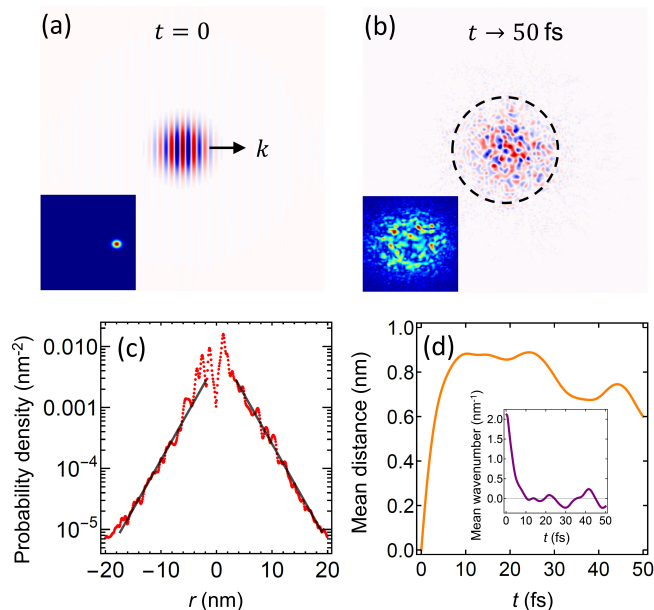 (a) t = 0
k
(b) t → 50 fs
(c)
Probability density (nm⁻²)
0.010
0.001
10⁻⁴
10⁻⁵
−20 −10 0 10 20
r (nm)
(d)
Mean distance (nm)
1.0
0.8
0.6
0.4
0.2
0.0
0 10 20 30 40 50
t (fs)
Mean wavenumber (nm⁻¹)
2.0
1.5
1.0
0.5
0.0
0 10 20 30 40 50
t (fs)